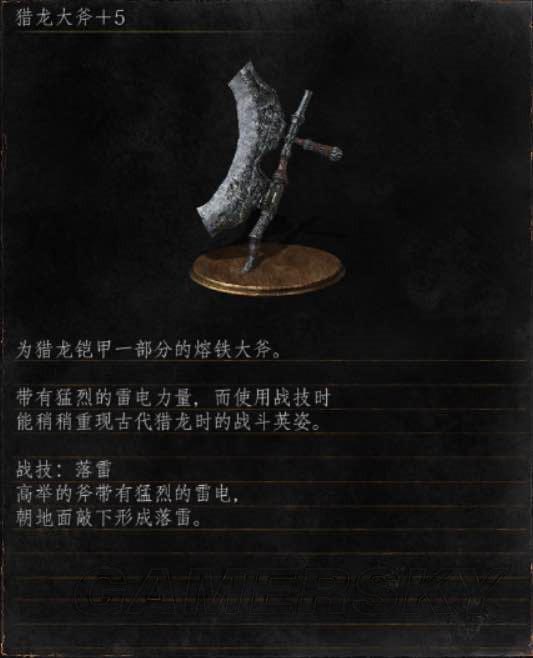 猎龙大斧+5
为猎龙铠甲一部分的熔铁大斧。
带有猛烈的雷电力量，而使用战技时
能稍稍重现古代猎龙时的战斗英姿。
战技：落雷
高举的斧带有猛烈的雷电，
朝地面敲下形成落雷。
GAMERSKY